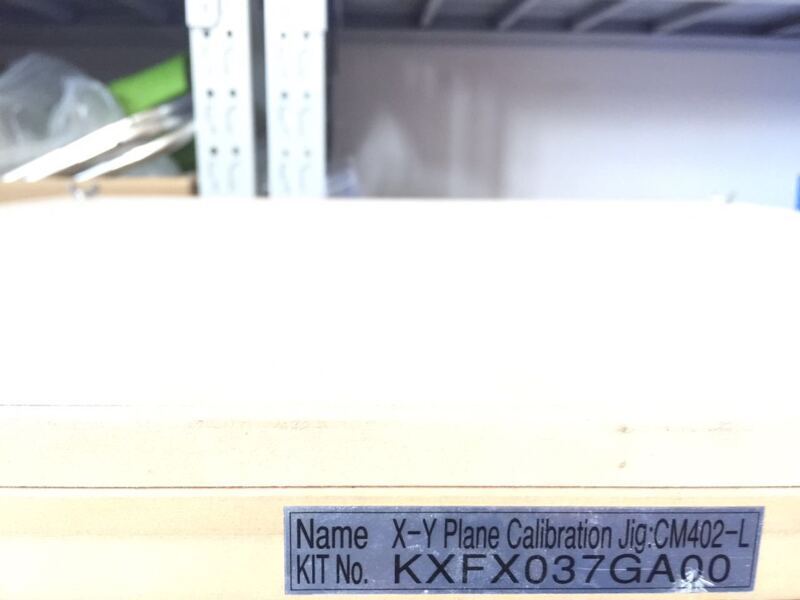 Name X-Y Plane Calibration Jig:CM402-L
KIT No. KXFX037GA00